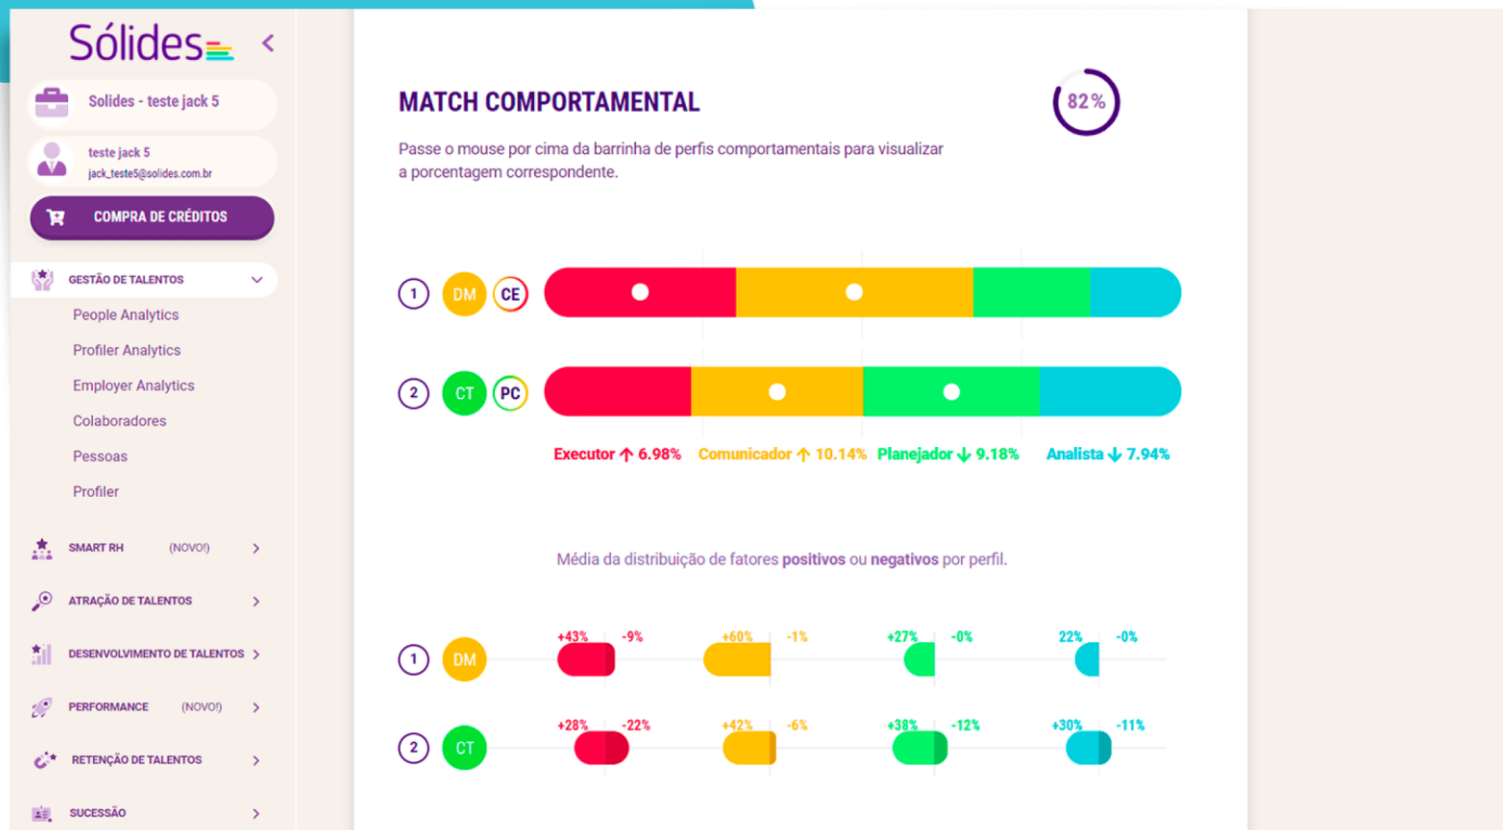 Sólides
Solides - teste jack 5
teste jack 5
jack_teste5@solides.com.br
COMPRA DE CRÉDITOS
GESTÃO DE TALENTOS
People Analytics
Profiler Analytics
Employer Analytics
Colaboradores
Pessoas
Profiler
SMART RH (NOVO!)
ATRAÇÃO DE TALENTOS
DESENVOLVIMENTO DE TALENTOS
PERFORMANCE (NOVO!)
RETENÇÃO DE TALENTOS
SUCESSÃO
MATCH COMPORTAMENTAL
82%
Passe o mouse por cima da barrinha de perfis comportamentais para visualizar
a porcentagem correspondente.
1 DM CE
2 CT PC
Executor ↑ 6.98% Comunicador ↑ 10.14% Planejador ↓ 9.18% Analista ↓ 7.94%
Média da distribuição de fatores positivos ou negativos por perfil.
+43% -9% +60% -1% +27% -0% 22% -0%
1 DM
+28% -22% +42% -6% +38% -12% +30% -11%
2 CT